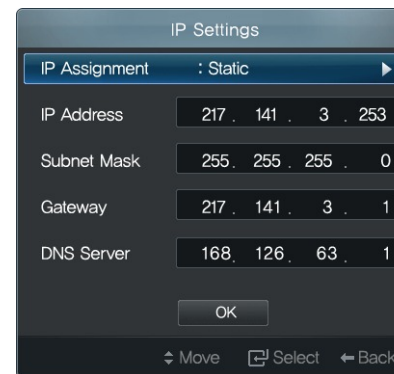 IP Settings
IP Assignment : Static
IP Address 217 . 141 . 3 . 253
Subnet Mask 255 . 255 . 255 . 0
Gateway 217 . 141 . 3 . 1
DNS Server 168 . 126 . 63 . 1
OK
Move Select Back